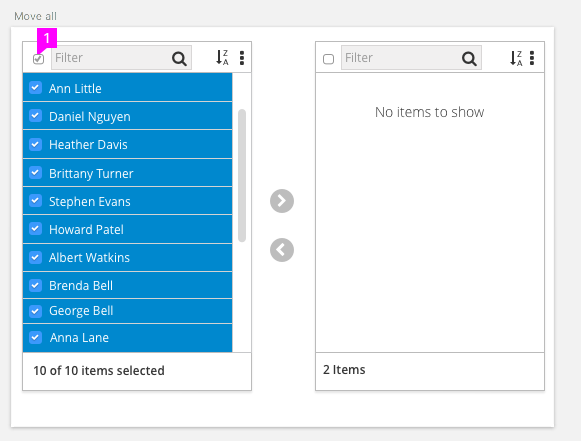 Move all
1
Filter
Z
A
Filter
Z
A
Ann Little
Daniel Nguyen
Heather Davis
Brittany Turner
Stephen Evans
Howard Patel
Albert Watkins
Brenda Bell
George Bell
Anna Lane
10 of 10 items selected
No items to show
2 Items